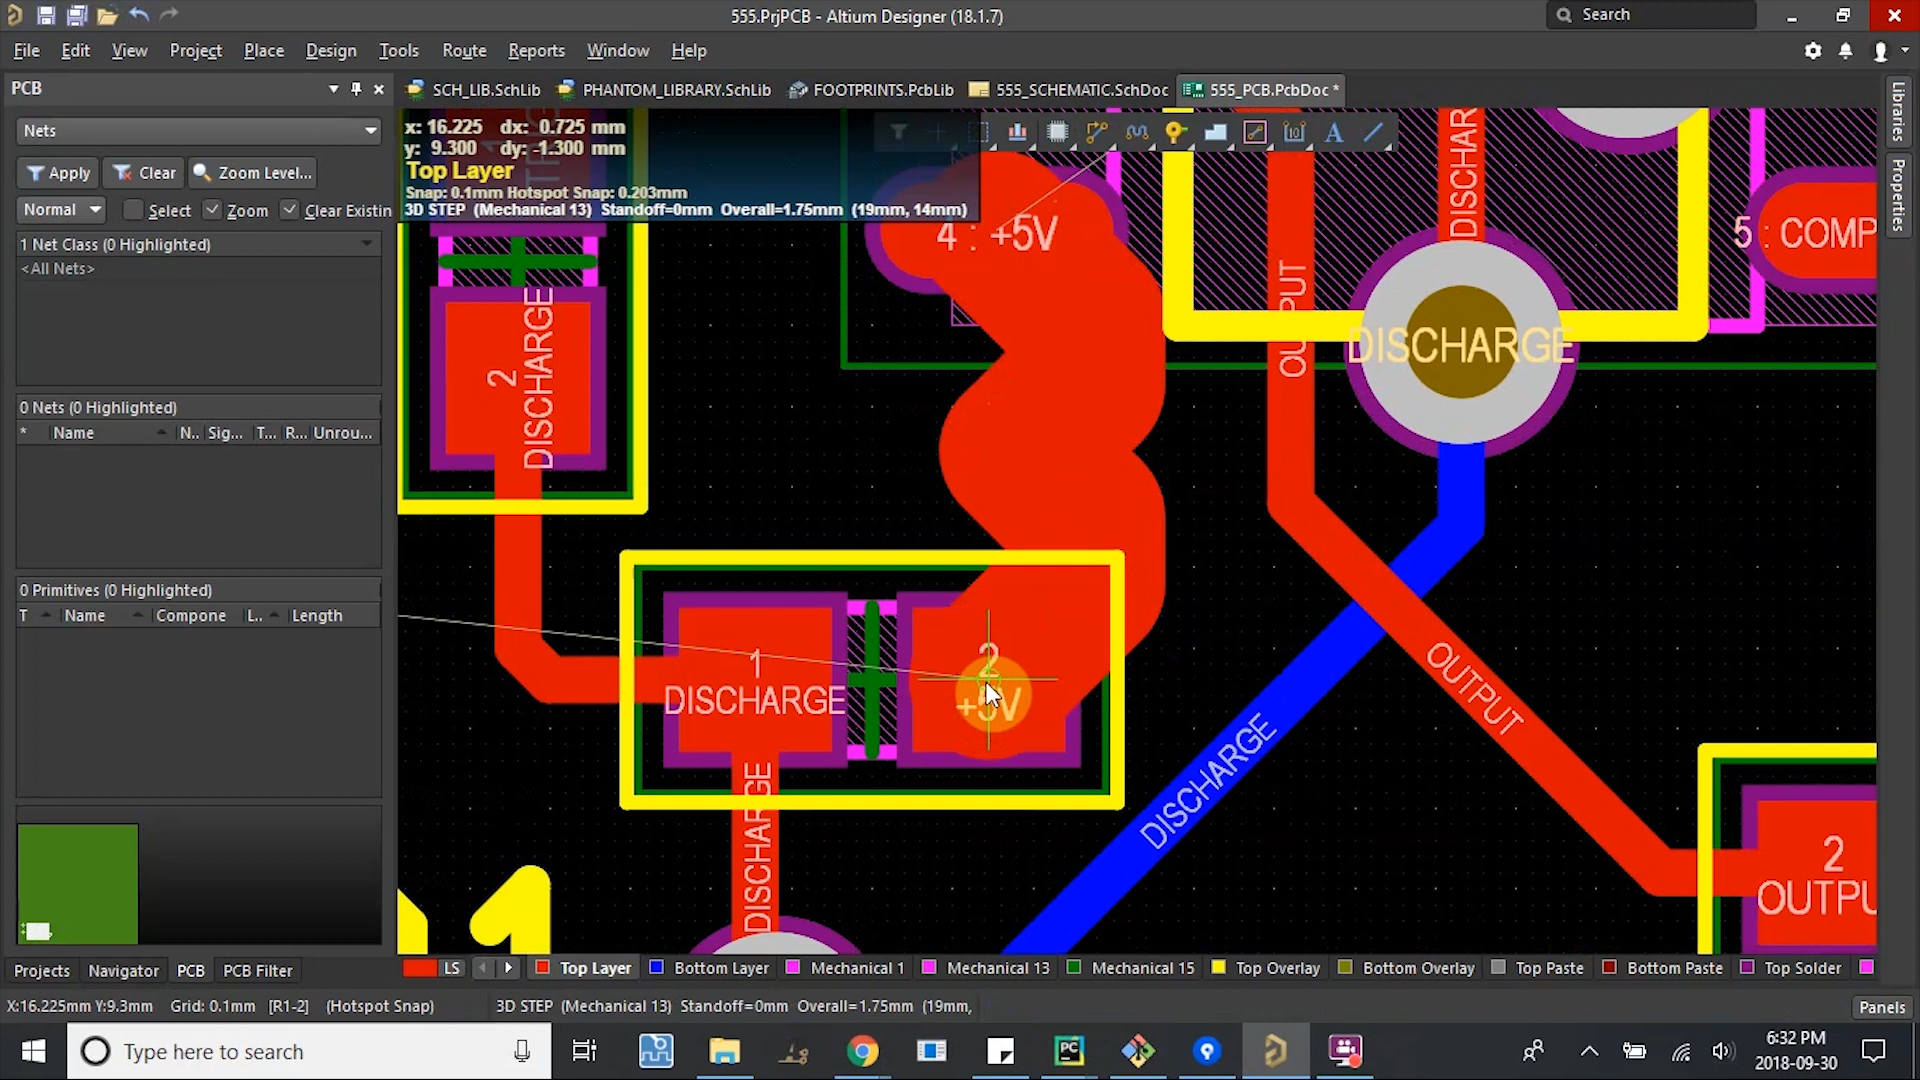 555.PrjPCB - Altium Designer (18.1.7)
Search
File Edit View Project Place Design Tools Route Reports Window Help
PCB
SCH_LIB.SchLib PHANTOM_LIBRARY.SchLib FOOTPRINTS.PcbLib 555_SCHEMATIC.SchDoc 555_PCB.PcbDoc *
Libraries
Properties
Nets
Apply Clear Zoom Level...
Normal Select Zoom Clear Existin
1 Net Class (0 Highlighted)
<All Nets>
0 Nets (0 Highlighted)
* Name N.. Sig... T... R... Unrou...
0 Primitives (0 Highlighted)
T Name Compone L.. Length
x: 16.225 dx: 0.725 mm
y: 9.300 dy: -1.300 mm
Top Layer
Snap: 0.1mm Hotspot Snap: 0.203mm
3D STEP (Mechanical 13) Standoff=0mm Overall=1.75mm (19mm, 14mm)
10
A
4 : +5V
DISCHAR
5 : COMP
OUTPUT
DISCHARGE
2
DISCHARGE
1
DISCHARGE
2
+5V
DISCHARGE
DISCHARGE
OUTPUT
2
OUTPU
1
Projects Navigator PCB PCB Filter
LS Top Layer Bottom Layer Mechanical 1 Mechanical 13 Mechanical 15 Top Overlay Bottom Overlay Top Paste Bottom Paste Top Solder
X:16.225mm Y:9.3mm Grid: 0.1mm [R1-2] (Hotspot Snap) 3D STEP (Mechanical 13) Standoff=0mm Overall=1.75mm (19mm,
Panels
Type here to search
PC
6:32 PM
2018-09-30